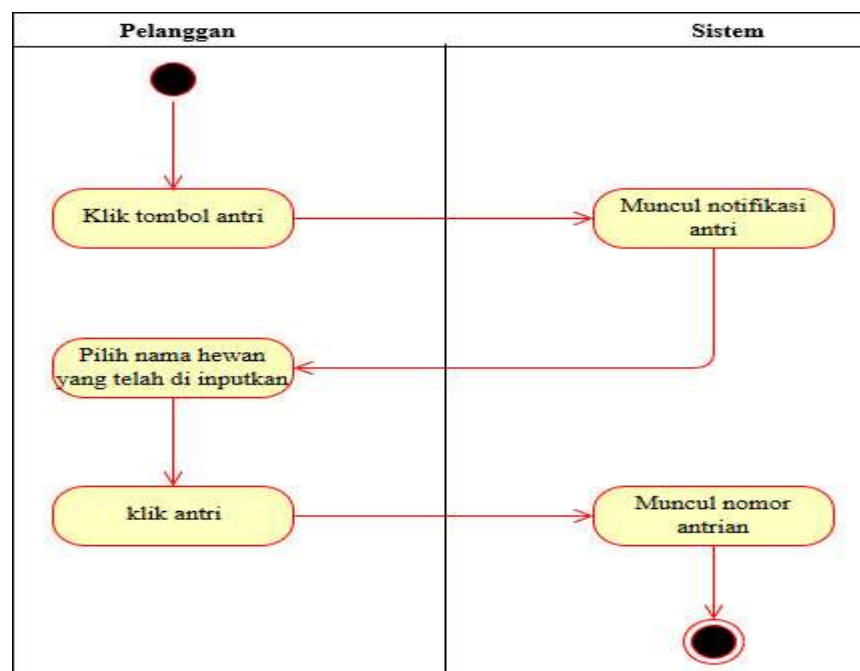 Pelanggan
Sistem
Klik tombol antri
Muncul notifikasi
antri
Pilih nama hewan
yang telah di inputkan
klik antri
Muncul nomor
antrian